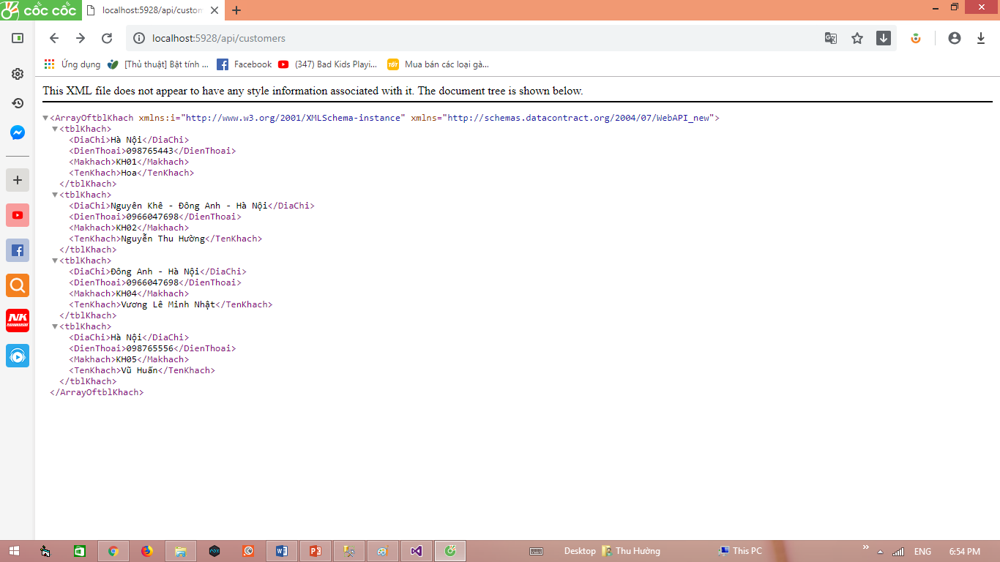 cốc cốc
localhost:5928/api/custom
localhost:5928/api/customers
Ứng dụng
[Thủ thuật] Bật tính ...
Facebook
(347) Bad Kids Playi...
TỐT
Mua bán các loại gà...
This XML file does not appear to have any style information associated with it. The document tree is shown below.
<ArrayOftblKhach xmlns:i="http://www.w3.org/2001/XMLSchema-instance" xmlns="http://schemas.datacontract.org/2004/07/WebAPI_new">
<tblKhach>
<DiaChi>Hà Nội</DiaChi>
<DienThoai>098765443</DienThoai>
<Makhach>KH01</Makhach>
<TenKhach>Hoa</TenKhach>
</tblKhach>
<tblKhach>
<DiaChi>Nguyên Khê - Đông Anh - Hà Nội</DiaChi>
<DienThoai>0966047698</DienThoai>
<Makhach>KH02</Makhach>
<TenKhach>Nguyễn Thu Hường</TenKhach>
</tblKhach>
<tblKhach>
<DiaChi>Đông Anh - Hà Nội</DiaChi>
<DienThoai>0966047698</DienThoai>
<Makhach>KH04</Makhach>
<TenKhach>Vương Lê Minh Nhật</TenKhach>
</tblKhach>
<tblKhach>
<DiaChi>Hà Nội</DiaChi>
<DienThoai>098765556</DienThoai>
<Makhach>KH05</Makhach>
<TenKhach>Vũ Huấn</TenKhach>
</tblKhach>
</ArrayOftblKhach>
NK
Desktop
Thu Hường
This PC
ENG
6:54 PM